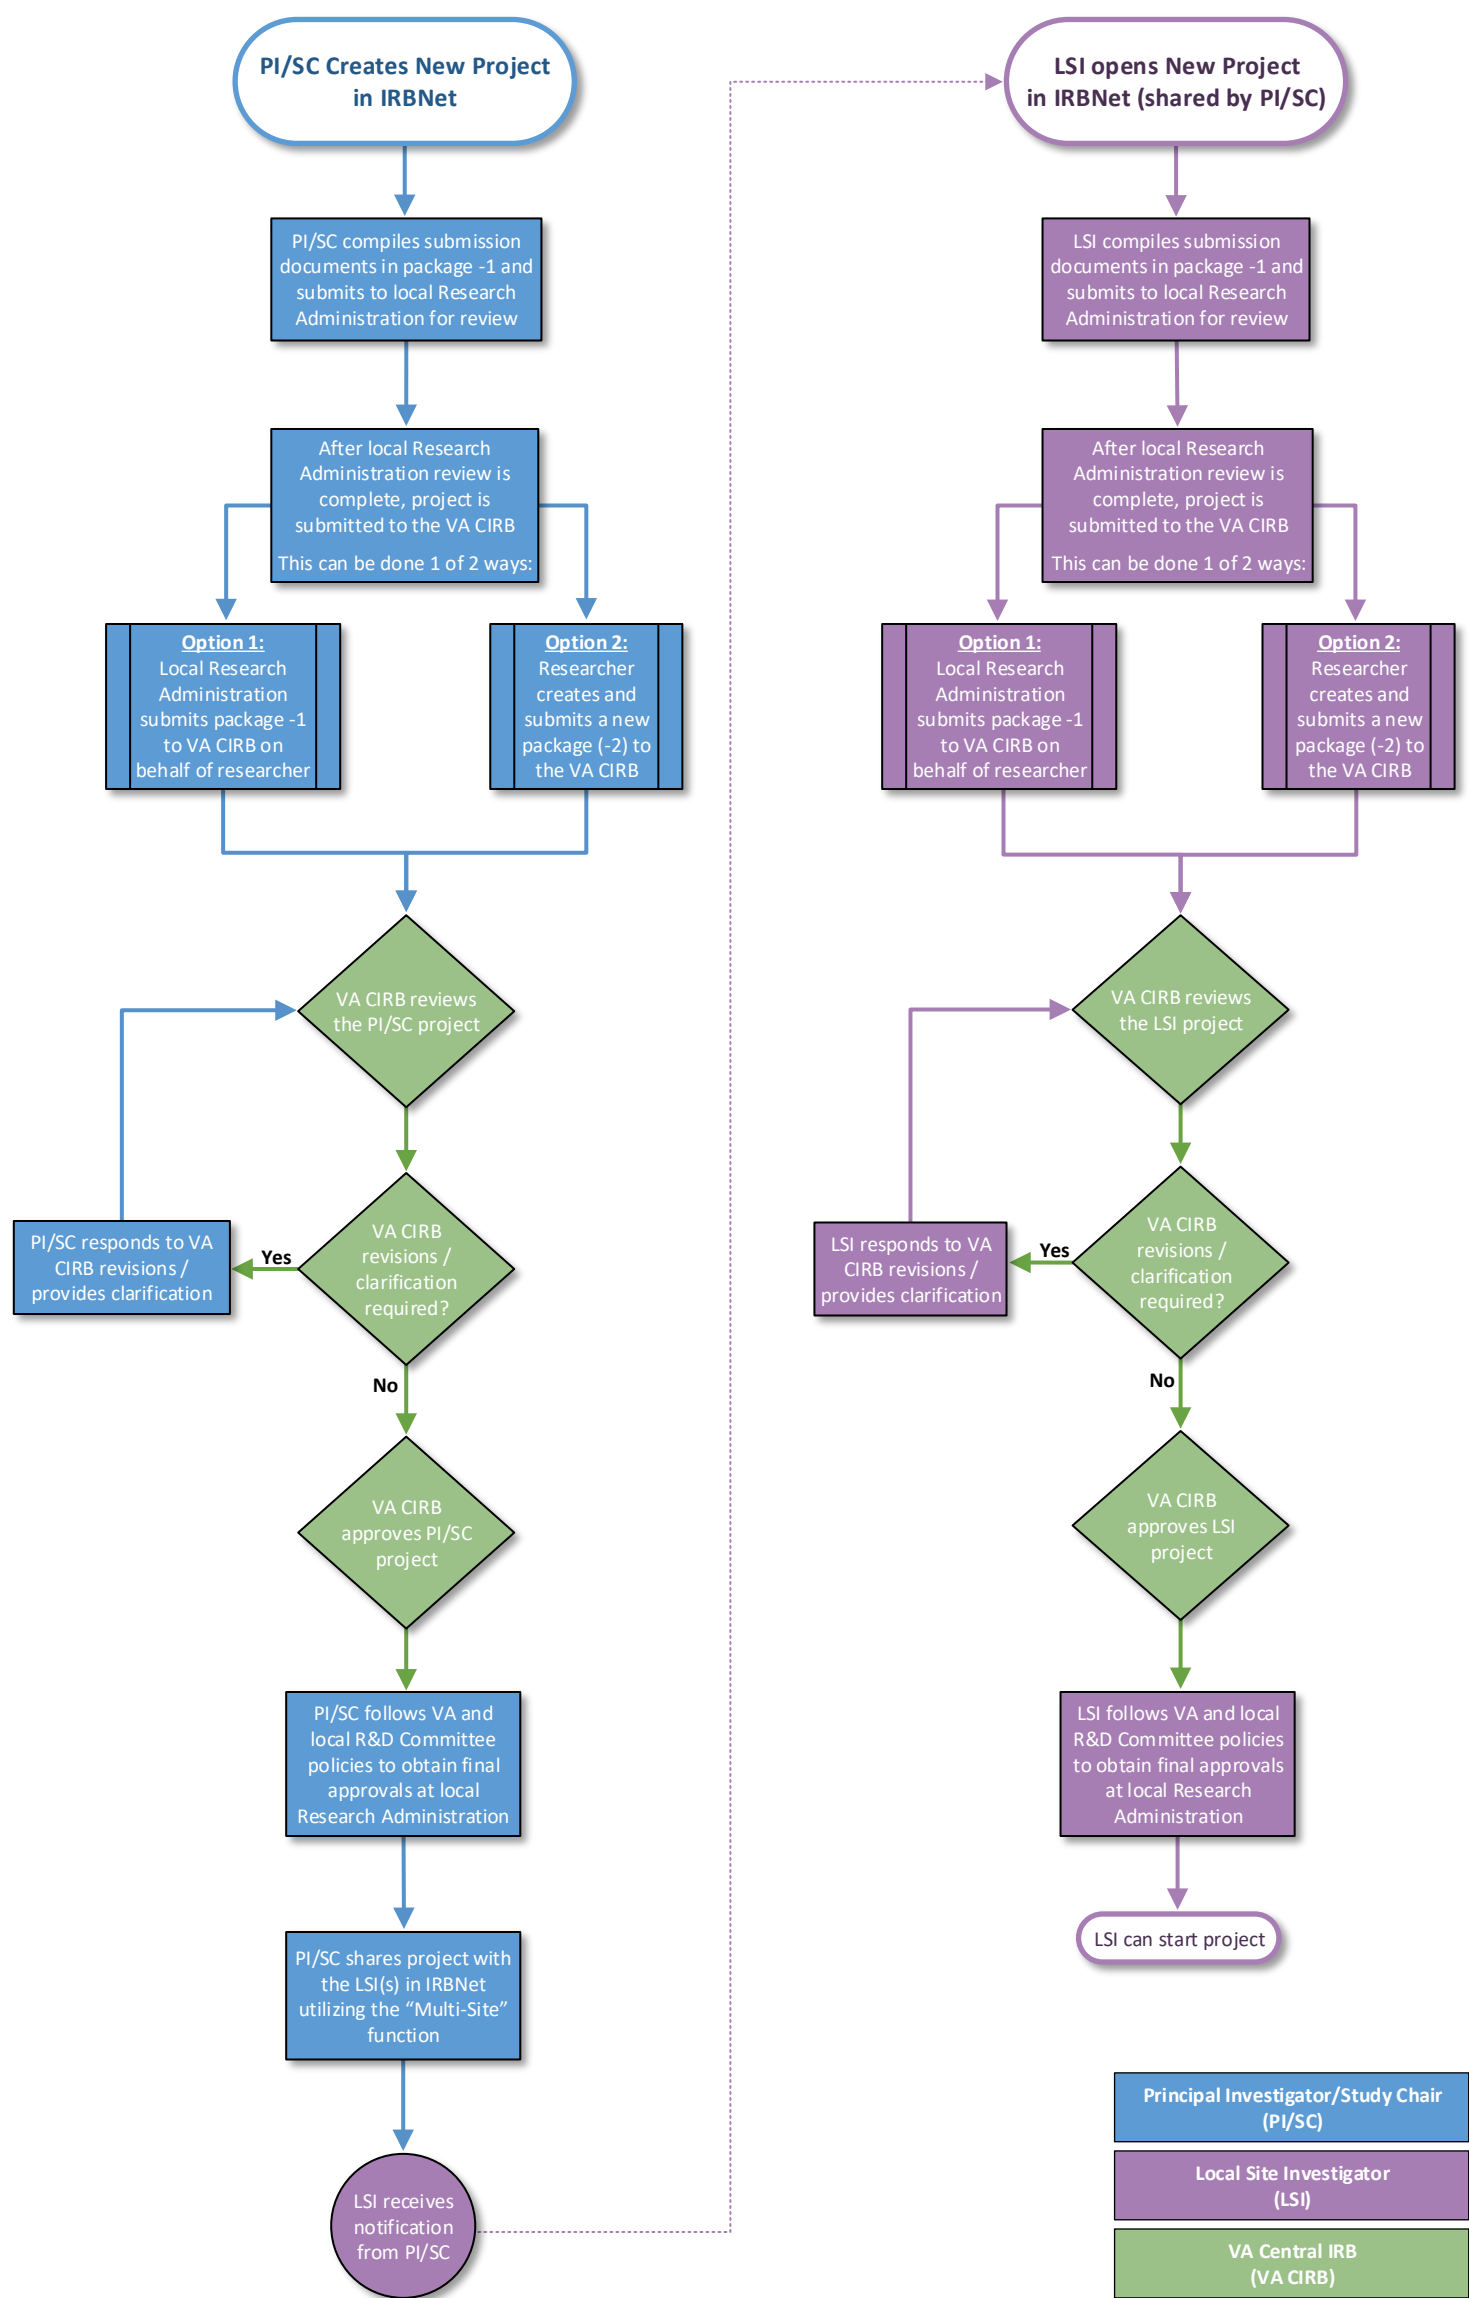 PI/SC Creates New Project
in IRBNet
PI/SC compiles submission
documents in package -1 and
submits to local Research
Administration for review
After local Research
Administration review is
complete, project is
submitted to the VA CIRB
This can be done 1 of 2 ways:
Option 1:
Local Research
Administration
submits package -1
to VA CIRB on
behalf of researcher
Option 2:
Researcher
creates and
submits a new
package (-2) to
the VA CIRB
VA CIRB reviews
the PI/SC project
VA CIRB
revisions /
clarification
required?
Yes
PI/SC responds to VA
CIRB revisions /
provides clarification
No
VA CIRB
approves PI/SC
project
PI/SC follows VA and
local R&D Committee
policies to obtain final
approvals at local
Research Administration
PI/SC shares project with
the LSI(s) in IRBNet
utilizing the “Multi-Site”
function
LSI receives
notification
from PI/SC
LSI opens New Project
in IRBNet (shared by PI/SC)
LSI compiles submission
documents in package -1 and
submits to local Research
Administration for review
After local Research
Administration review is
complete, project is
submitted to the VA CIRB
This can be done 1 of 2 ways:
Option 1:
Local Research
Administration
submits package -1
to VA CIRB on
behalf of researcher
Option 2:
Researcher
creates and
submits a new
package (-2) to
the VA CIRB
VA CIRB reviews
the LSI project
VA CIRB
revisions /
clarification
required?
Yes
LSI responds to VA
CIRB revisions /
provides clarification
No
VA CIRB
approves LSI
project
LSI follows VA and local
R&D Committee policies
to obtain final approvals
at local Research
Administration
LSI can start project
Principal Investigator/Study Chair
(PI/SC)
Local Site Investigator
(LSI)
VA Central IRB
(VA CIRB)